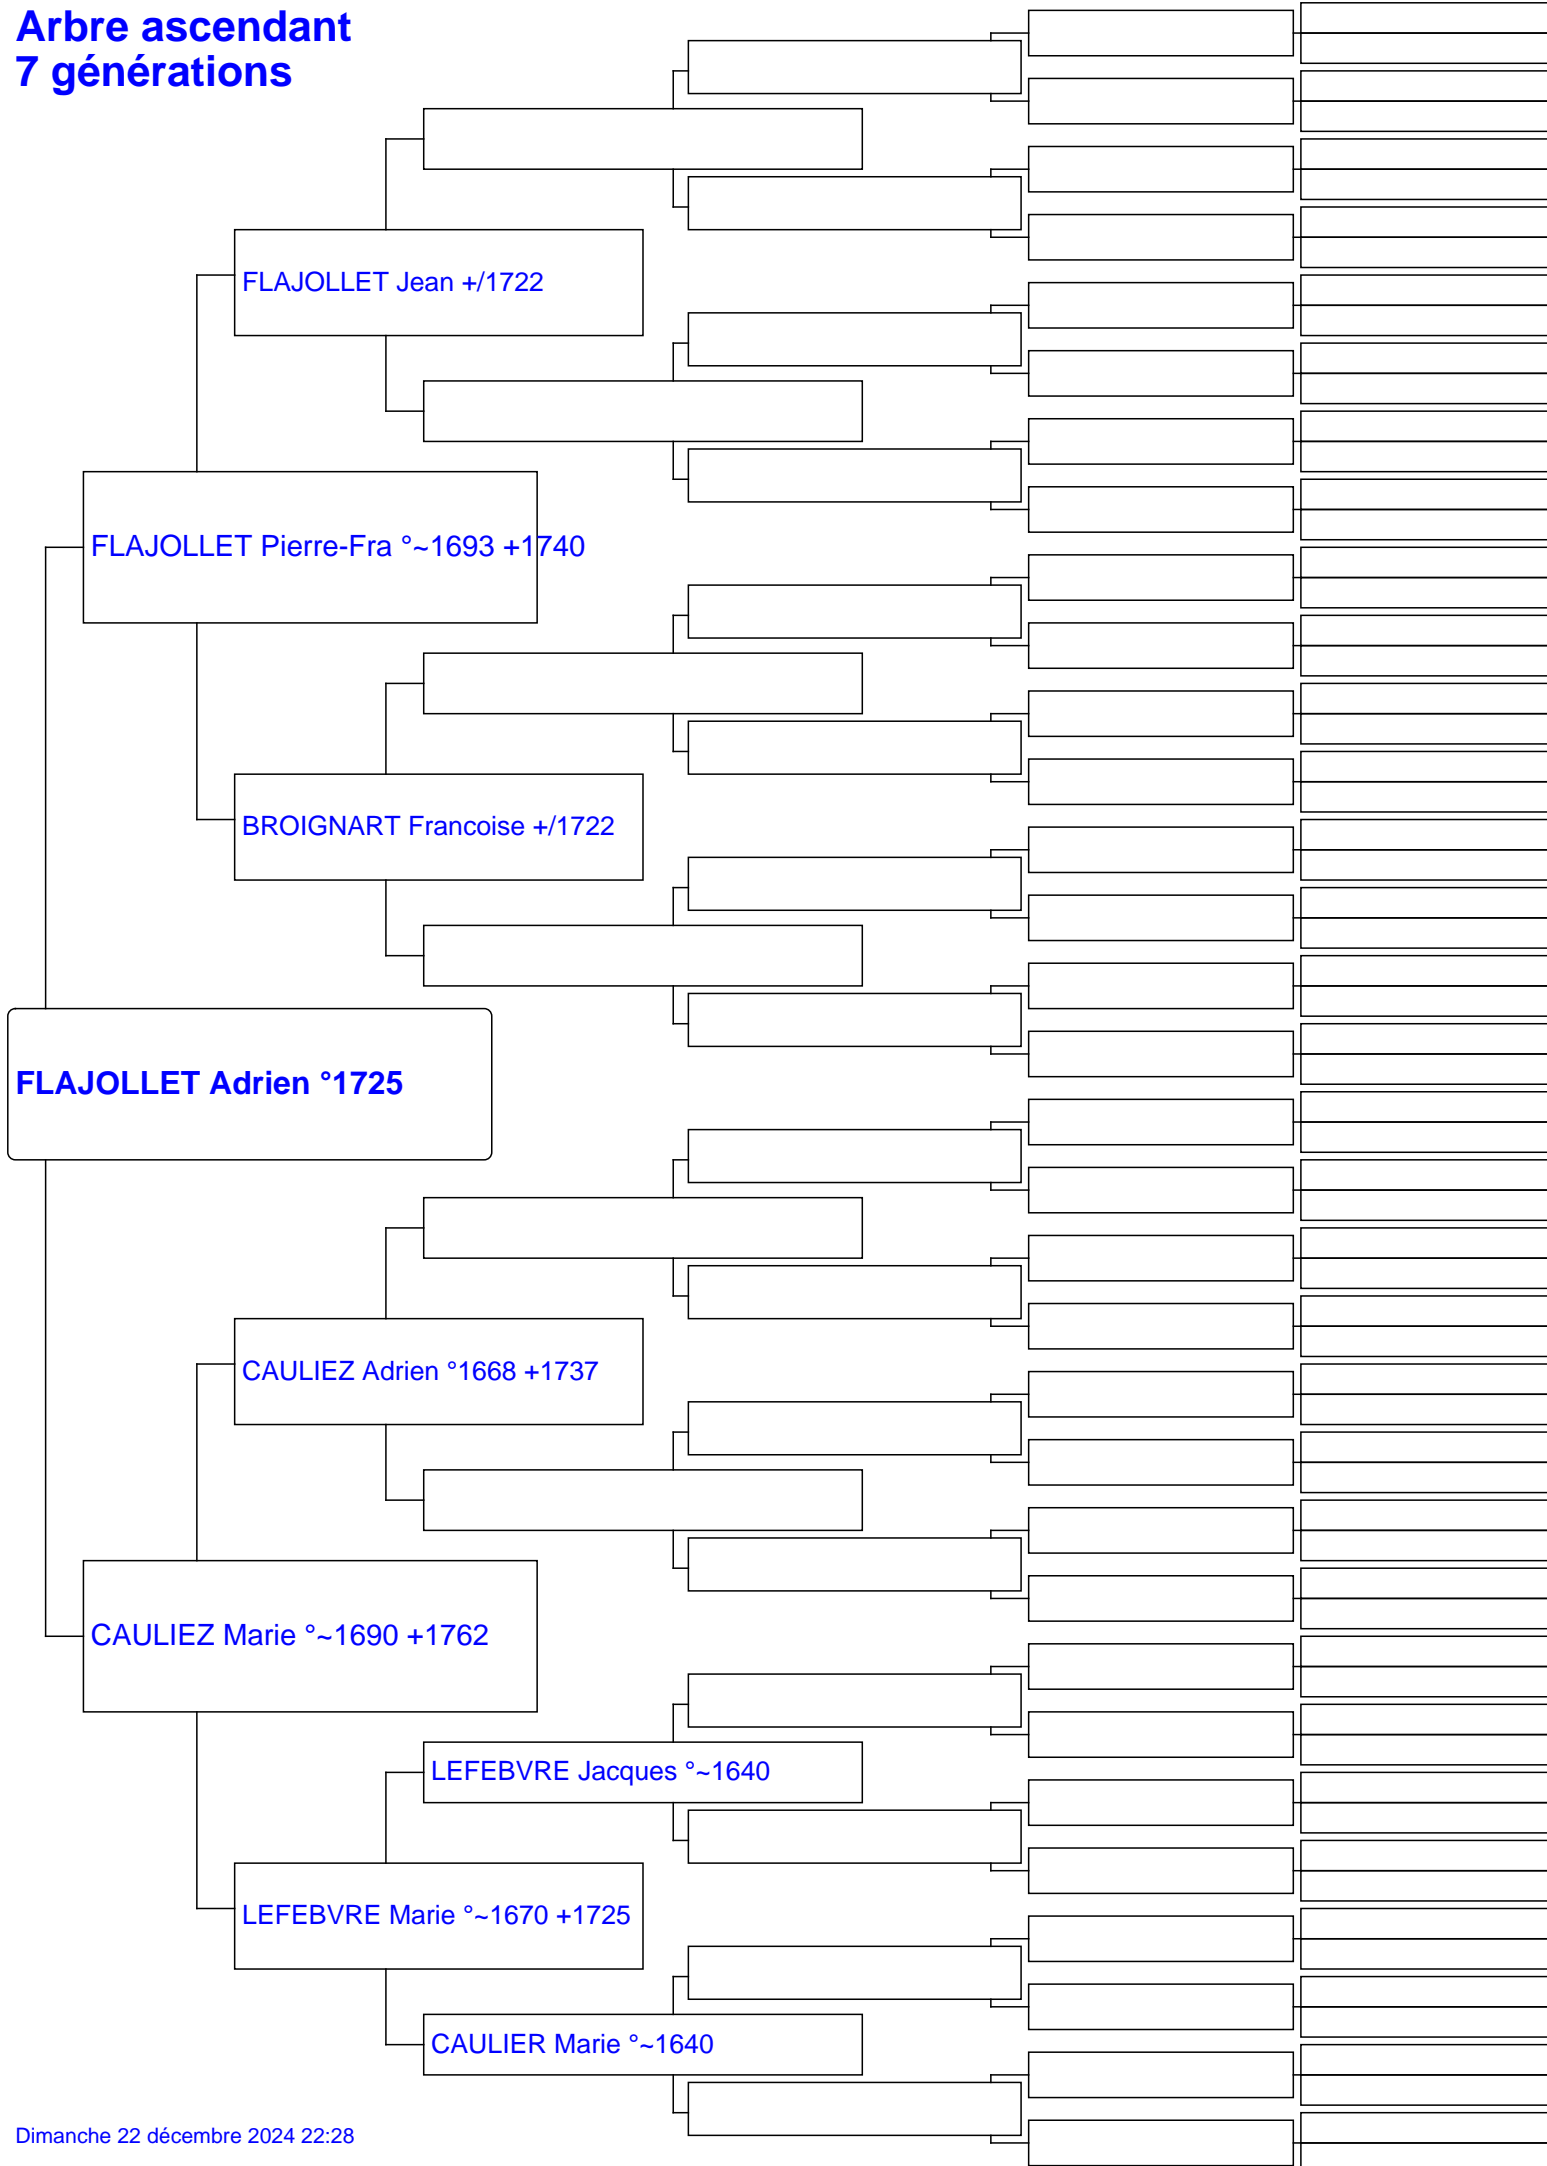 Arbre ascendant
7 générations
FLAJOLLET Jean +/1722
FLAJOLLET Pierre-Fra °~1693 +1740
BROIGNART Francoise +/1722
FLAJOLLET Adrien °1725
CAULIEZ Adrien °1668 +1737
CAULIEZ Marie °~1690 +1762
LEFEBVRE Jacques °~1640
LEFEBVRE Marie °~1670 +1725
CAULIER Marie °~1640
Dimanche 22 décembre 2024 22:28